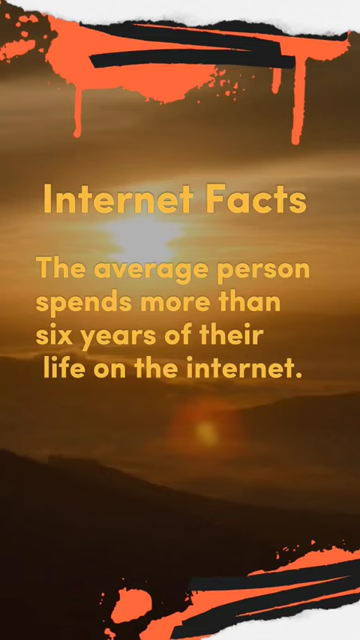 Internet Facts
The average person
spends more than
six years of their
life on the internet.